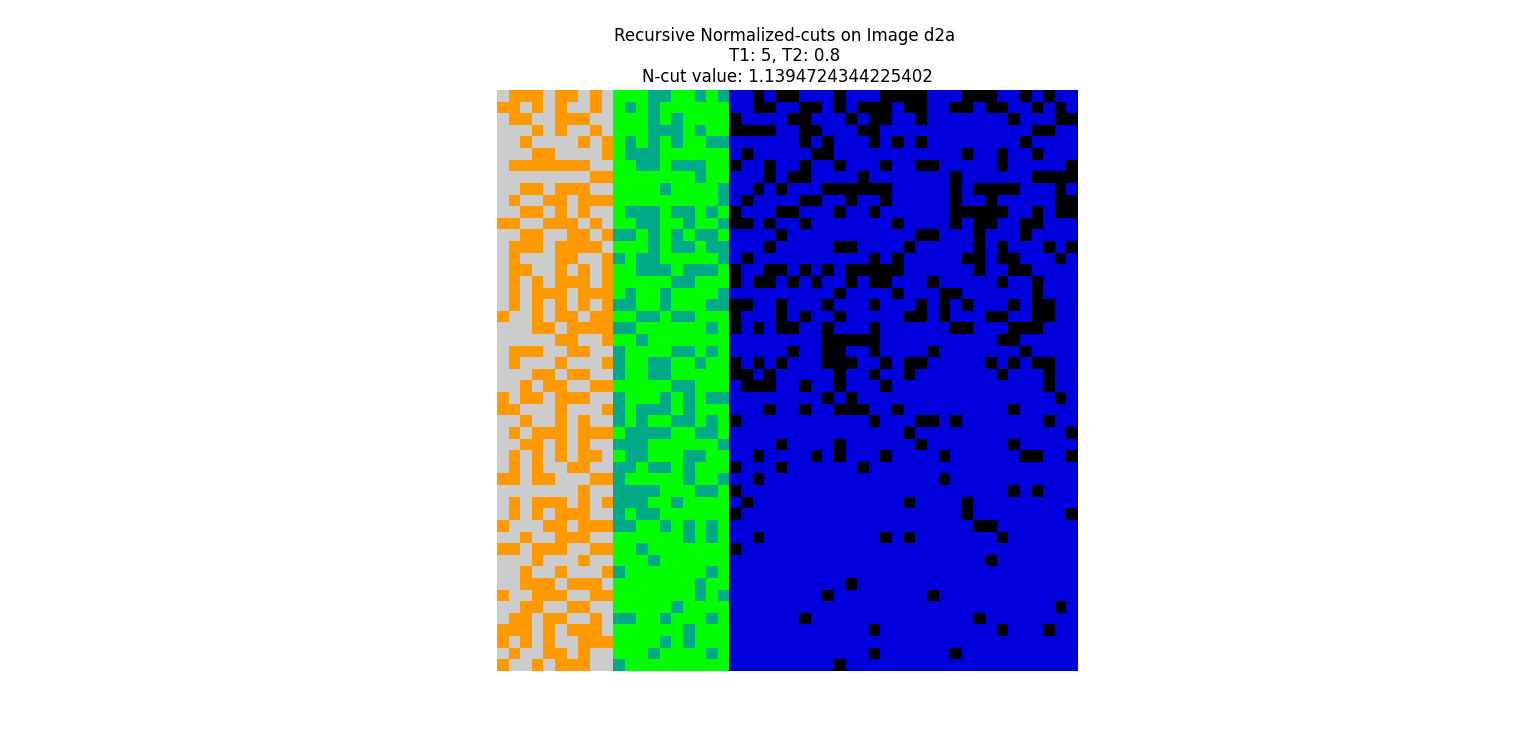 Recursive Normalized-cuts on Image d2a
T1: 5, T2: 0.8
N-cut value: 1.1394724344225402